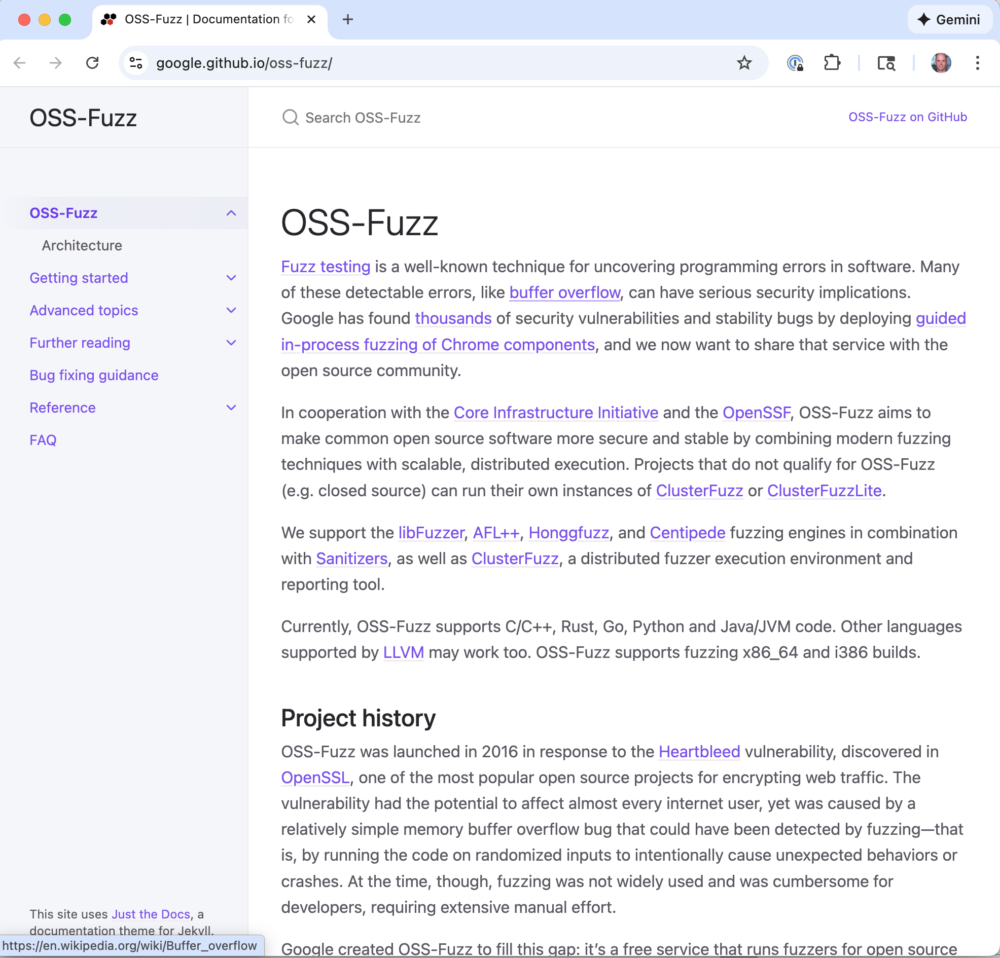 OSS-Fuzz | Documentation fo
Gemini
google.github.io/oss-fuzz/
OSS-Fuzz
Search OSS-Fuzz
OSS-Fuzz on GitHub
OSS-Fuzz
Architecture
Getting started
Advanced topics
Further reading
Bug fixing guidance
Reference
FAQ
OSS-Fuzz
Fuzz testing is a well-known technique for uncovering programming errors in software. Many
of these detectable errors, like buffer overflow, can have serious security implications.
Google has found thousands of security vulnerabilities and stability bugs by deploying guided
in-process fuzzing of Chrome components, and we now want to share that service with the
open source community.
In cooperation with the Core Infrastructure Initiative and the OpenSSF, OSS-Fuzz aims to
make common open source software more secure and stable by combining modern fuzzing
techniques with scalable, distributed execution. Projects that do not qualify for OSS-Fuzz
(e.g. closed source) can run their own instances of ClusterFuzz or ClusterFuzzLite.
We support the libFuzzer, AFL++, Honggfuzz, and Centipede fuzzing engines in combination
with Sanitizers, as well as ClusterFuzz, a distributed fuzzer execution environment and
reporting tool.
Currently, OSS-Fuzz supports C/C++, Rust, Go, Python and Java/JVM code. Other languages
supported by LLVM may work too. OSS-Fuzz supports fuzzing x86_64 and i386 builds.
Project history
OSS-Fuzz was launched in 2016 in response to the Heartbleed vulnerability, discovered in
OpenSSL, one of the most popular open source projects for encrypting web traffic. The
vulnerability had the potential to affect almost every internet user, yet was caused by a
relatively simple memory buffer overflow bug that could have been detected by fuzzing—that
is, by running the code on randomized inputs to intentionally cause unexpected behaviors or
crashes. At the time, though, fuzzing was not widely used and was cumbersome for
developers, requiring extensive manual effort.
Google created OSS-Fuzz to fill this gap: it’s a free service that runs fuzzers for open source
This site uses Just the Docs, a
documentation theme for Jekyll.
https://en.wikipedia.org/wiki/Buffer_overflow